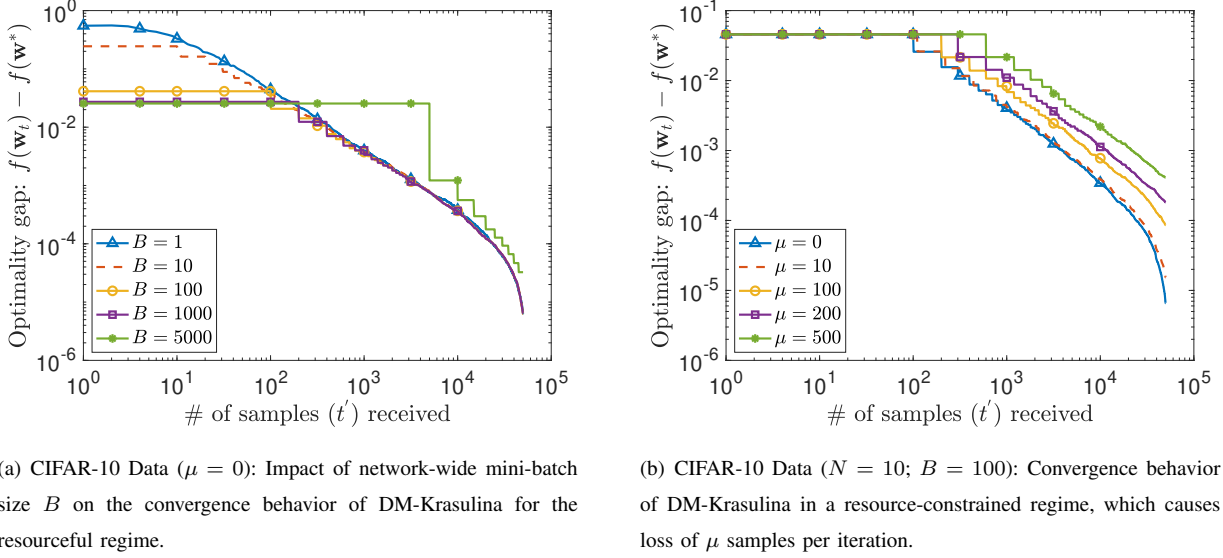 Optimality gap: f(w_t) − f(w*)
10^0
10^-2
10^-4
10^-6
B = 1
B = 10
B = 100
B = 1000
B = 5000
10^0 10^1 10^2 10^3 10^4 10^5
# of samples (t′) received
Optimality gap: f(w_t) − f(w*)
10^-1
10^-2
10^-3
10^-4
10^-5
10^-6
μ = 0
μ = 10
μ = 100
μ = 200
μ = 500
10^0 10^1 10^2 10^3 10^4 10^5
# of samples (t′) received
(a) CIFAR-10 Data (μ = 0): Impact of network-wide mini-batch
size B on the convergence behavior of DM-Krasulina for the
resourceful regime.
(b) CIFAR-10 Data (N = 10; B = 100): Convergence behavior
of DM-Krasulina in a resource-constrained regime, which causes
loss of μ samples per iteration.